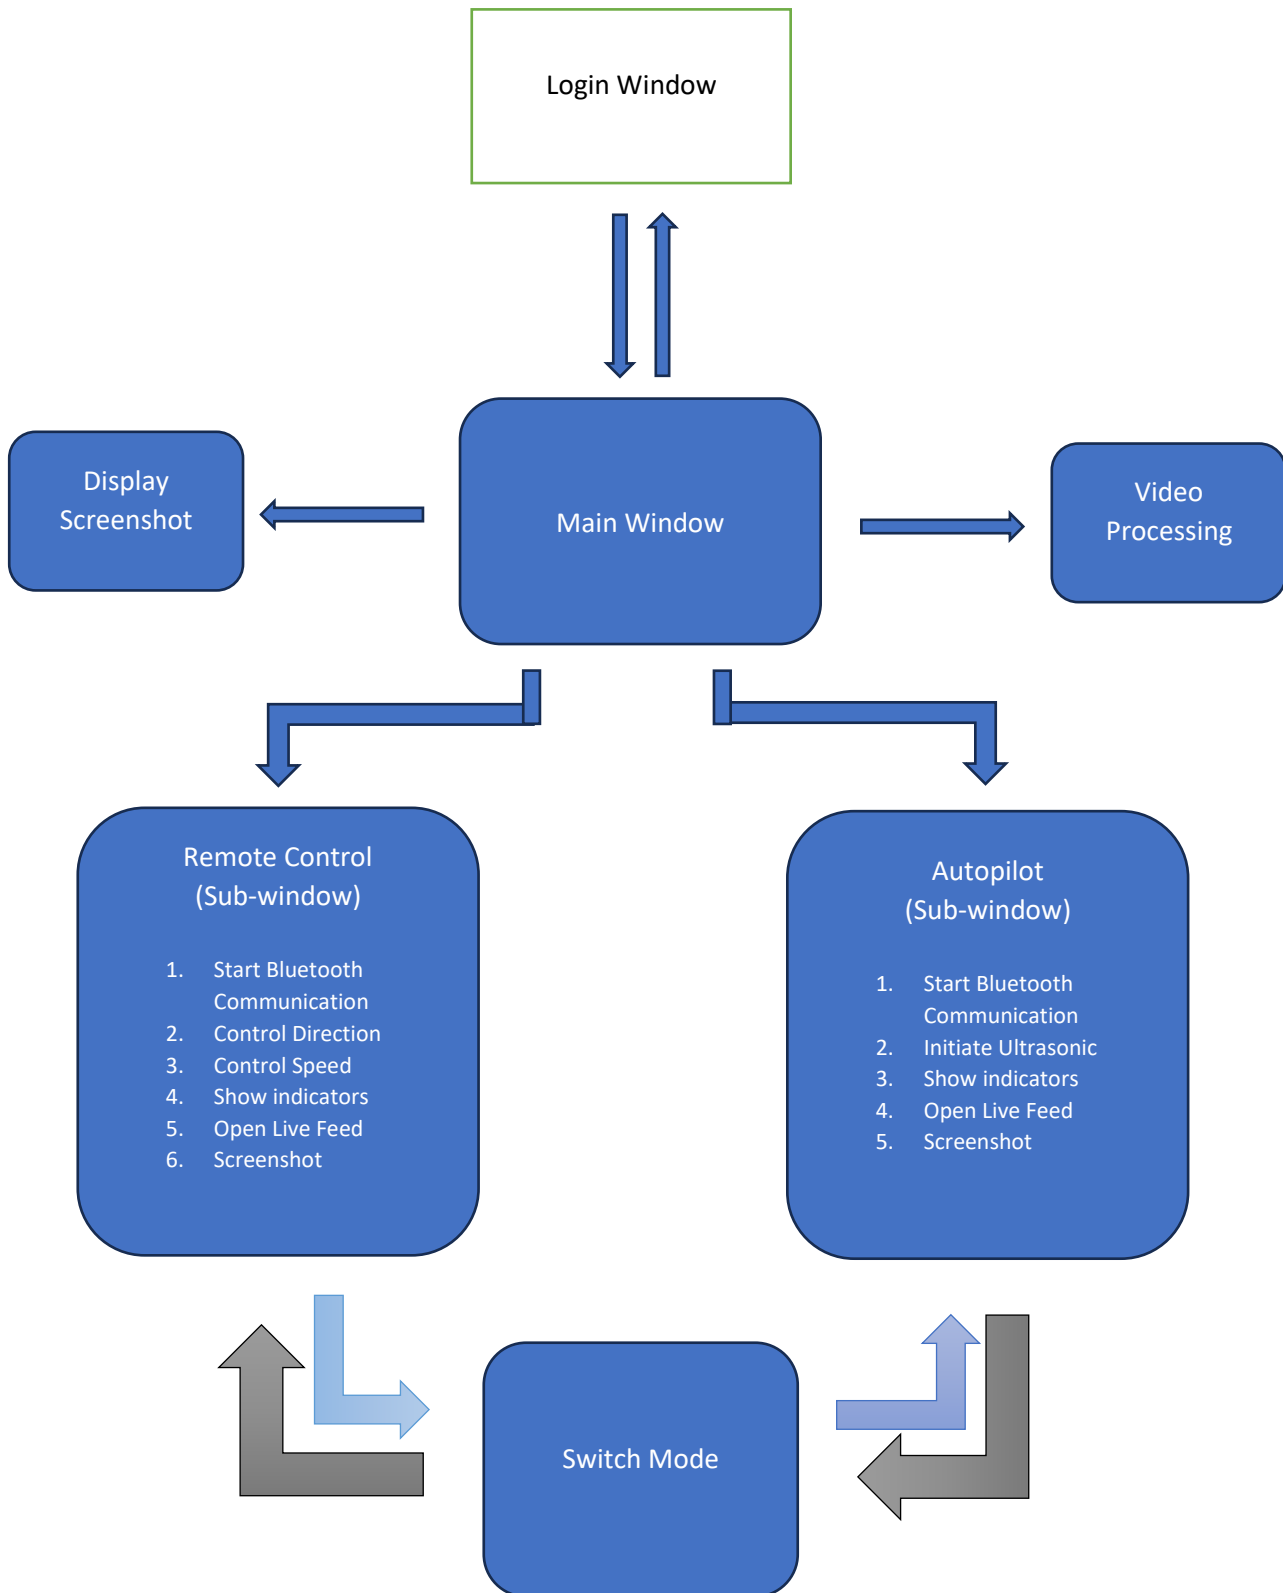 Login Window
Display
Screenshot
Main Window
Video
Processing
Remote Control
(Sub-window)
1. Start Bluetooth
Communication
2. Control Direction
3. Control Speed
4. Show indicators
5. Open Live Feed
6. Screenshot
Autopilot
(Sub-window)
1. Start Bluetooth
Communication
2. Initiate Ultrasonic
3. Show indicators
4. Open Live Feed
5. Screenshot
Switch Mode